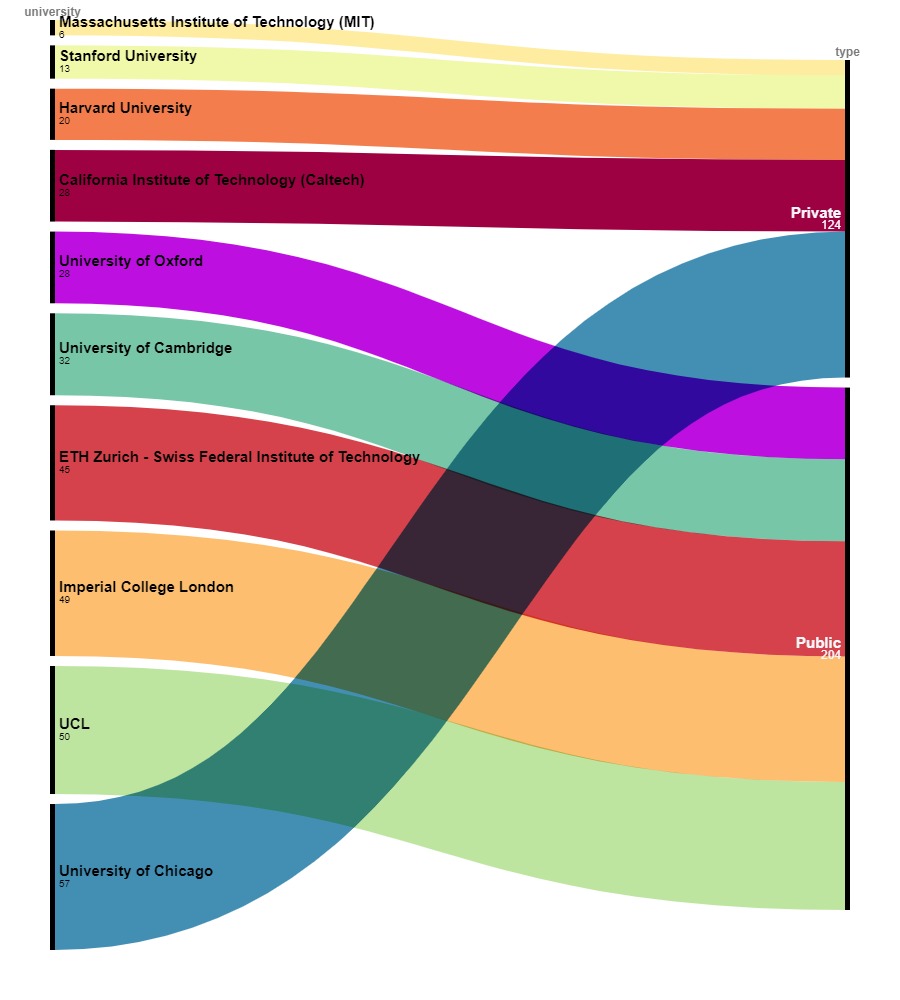 university
Massachusetts Institute of Technology (MIT)
6
type
Stanford University
13
Harvard University
20
California Institute of Technology (Caltech)
28
Private
124
University of Oxford
28
University of Cambridge
32
ETH Zurich - Swiss Federal Institute of Technology
45
Imperial College London
49
Public
204
UCL
50
University of Chicago
57